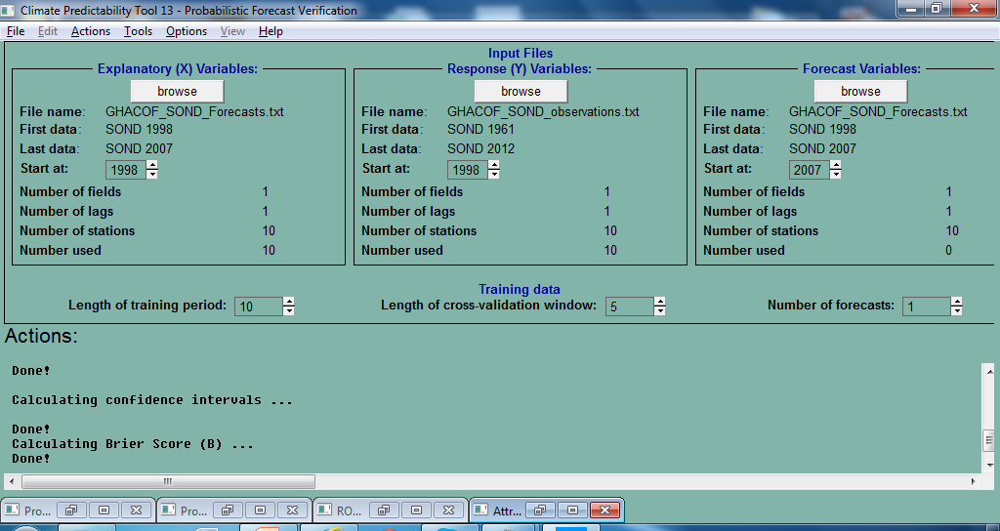 Climate Predictability Tool 13 - Probabilistic Forecast Verification
File Edit Actions Tools Options View Help
Input Files
Explanatory (X) Variables: Response (Y) Variables: Forecast Variables:
browse browse browse
File name: GHACOF_SOND_Forecasts.txt File name: GHACOF_SOND_observations.txt File name: GHACOF_SOND_Forecasts.txt
First data: SOND 1998 First data: SOND 1961 First data: SOND 1998
Last data: SOND 2007 Last data: SOND 2012 Last data: SOND 2007
Start at: 1998 Start at: 1998 Start at: 2007
Number of fields 1 Number of fields 1 Number of fields 1
Number of lags 1 Number of lags 1 Number of lags 1
Number of stations 10 Number of stations 10 Number of stations 10
Number used 10 Number used 10 Number used 0
Training data
Length of training period: 10 Length of cross-validation window: 5 Number of forecasts: 1
Actions:
Done!
Calculating confidence intervals ...
Done!
Calculating Brier Score (B) ...
Done!
Pro... Pro... RO... Attr...